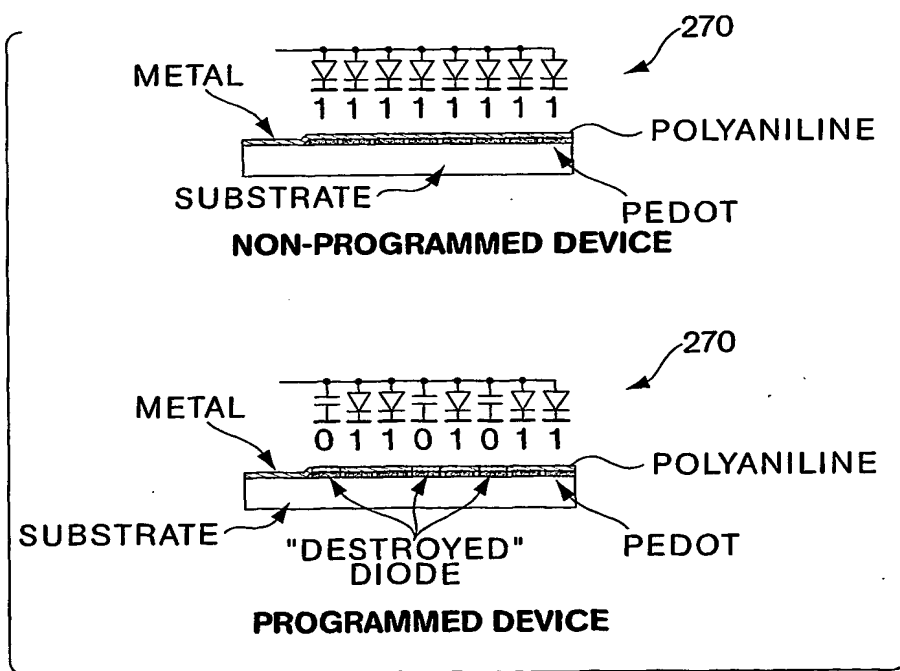 270
METAL
1 1 1 1 1 1 1 1
POLYANILINE
SUBSTRATE
PEDOT
NON-PROGRAMMED DEVICE
270
METAL
0 1 1 0 1 0 1 1
POLYANILINE
SUBSTRATE
"DESTROYED"
DIODE
PEDOT
PROGRAMMED DEVICE